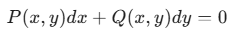 P(x, y)dx + Q(x, y)dy = 0